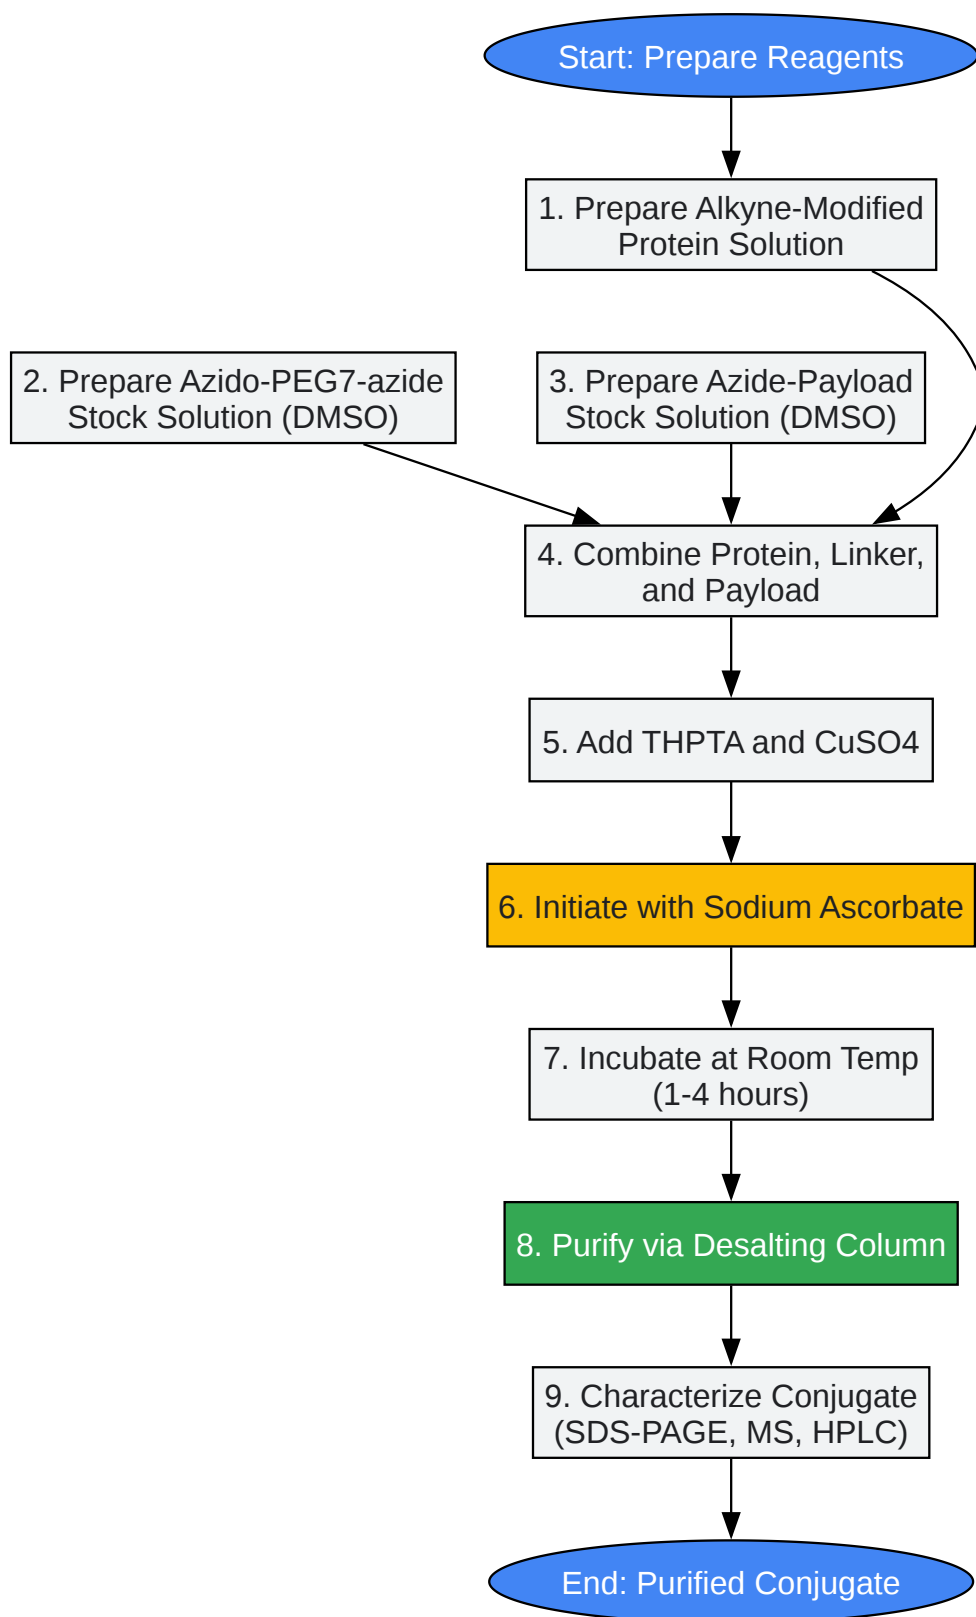 Start: Prepare Reagents
1. Prepare Alkyne-Modified
Protein Solution
2. Prepare Azido-PEG7-azide
Stock Solution (DMSO)
3. Prepare Azide-Payload
Stock Solution (DMSO)
4. Combine Protein, Linker,
and Payload
5. Add THPTA and CuSO4
6. Initiate with Sodium Ascorbate
7. Incubate at Room Temp
(1-4 hours)
8. Purify via Desalting Column
9. Characterize Conjugate
(SDS-PAGE, MS, HPLC)
End: Purified Conjugate